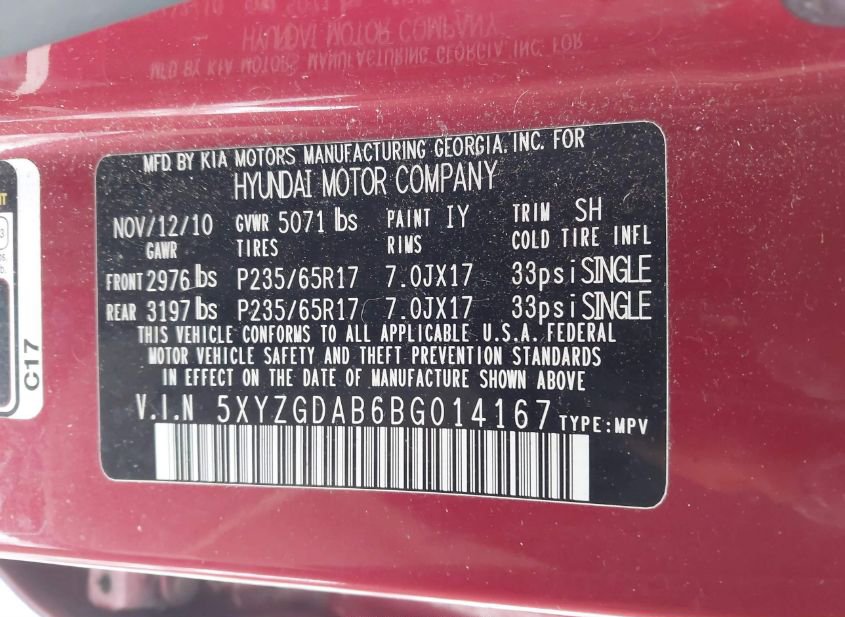 MFD. BY KIA MOTORS MANUFACTURING GEORGIA, INC. FOR
HYUNDAI MOTOR COMPANY
NOV/12/10 GVWR 5071 lbs PAINT IY TRIM SH
GAWR TIRES RIMS COLD TIRE INFL
FRONT 2976 lbs P235/65R17 7.0JX17 33psi SINGLE
REAR 3197 lbs P235/65R17 7.0JX17 33psi SINGLE
THIS VEHICLE CONFORMS TO ALL APPLICABLE U.S.A. FEDERAL
MOTOR VEHICLE SAFETY AND THEFT PREVENTION STANDARDS
IN EFFECT ON THE DATE OF MANUFACTURE SHOWN ABOVE
V.I.N 5XYZGDAB6BG014167 TYPE:MPV
C17